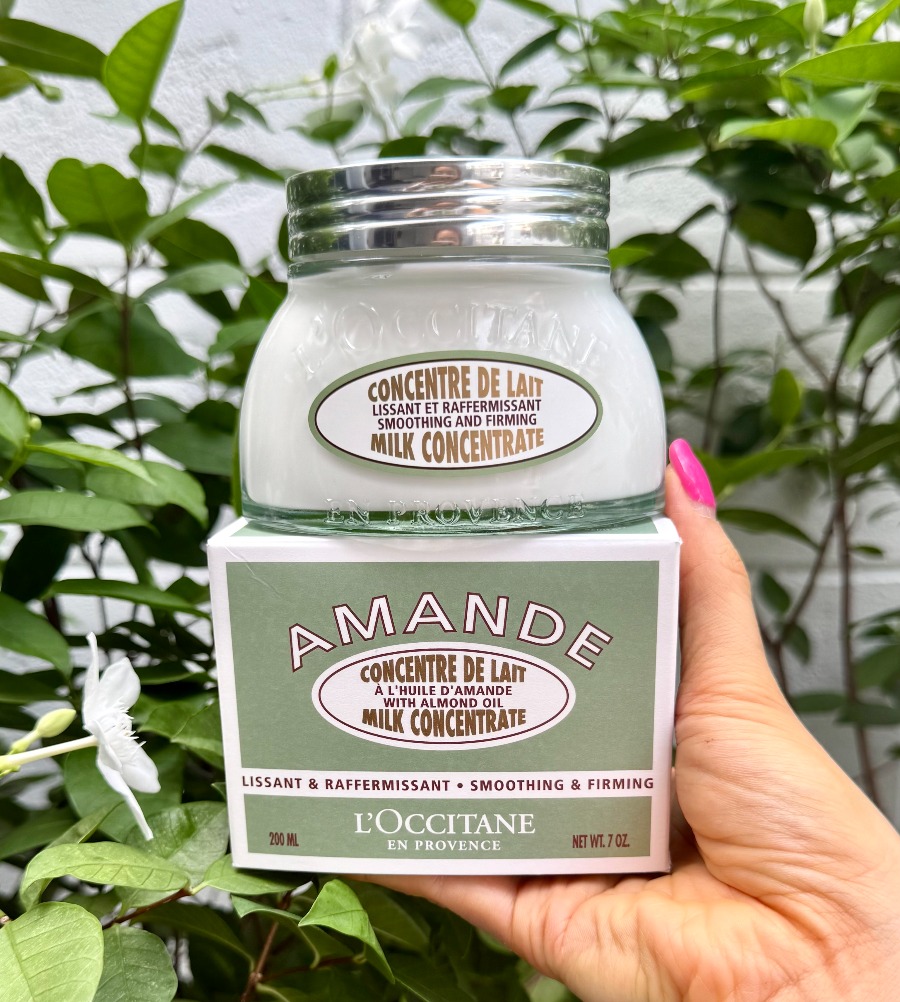 L'OCCITANE
CONCENTRE DE LAIT
LISSANT ET RAFFERMISSANT
SMOOTHING AND FIRMING
MILK CONCENTRATE
EN PROVENCE
AMANDE
CONCENTRE DE LAIT
À L'HUILE D'AMANDE
WITH ALMOND OIL
MILK CONCENTRATE
LISSANT & RAFFERMISSANT • SMOOTHING & FIRMING
L'OCCITANE
EN PROVENCE
200 ML NET WT. 7 OZ.